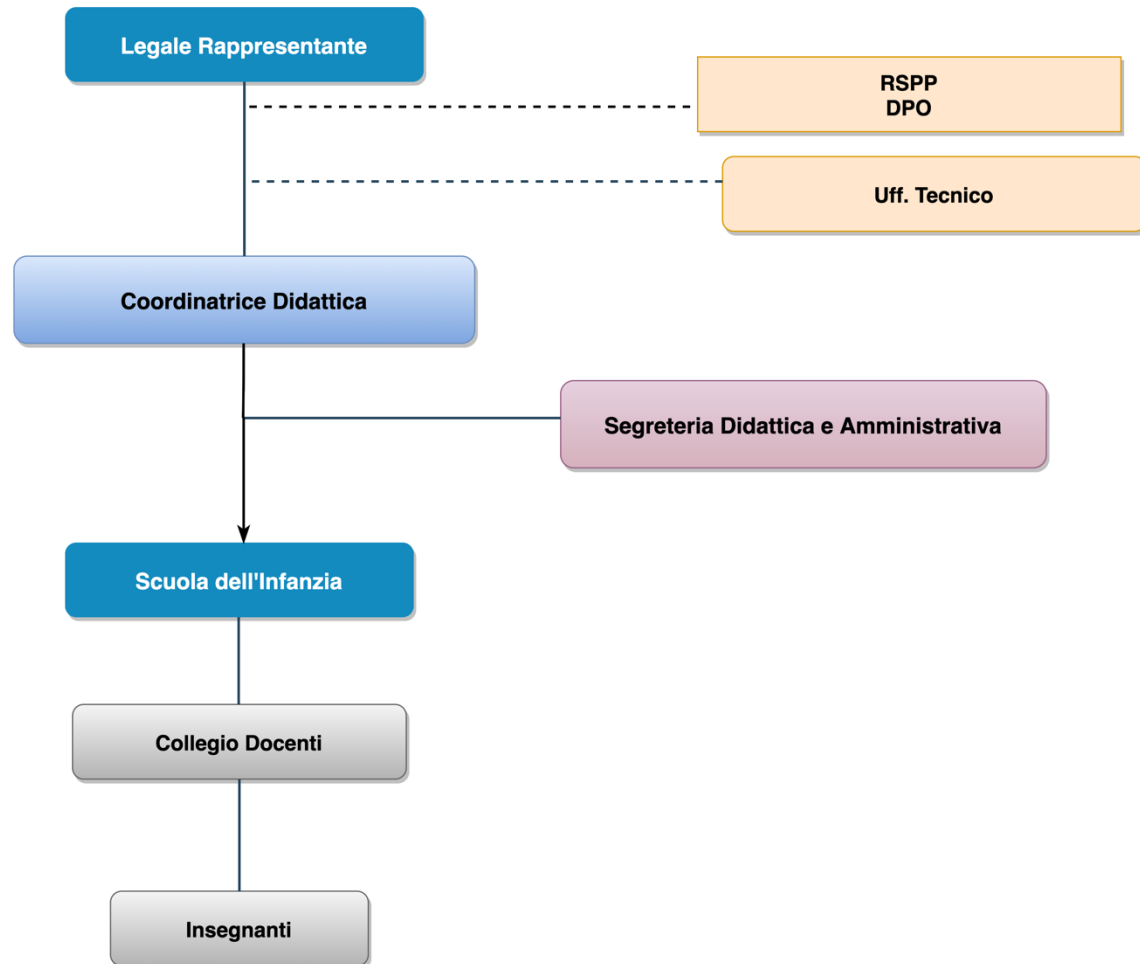 Legale Rappresentante
RSPP
DPO
Uff. Tecnico
Coordinatrice Didattica
Segreteria Didattica e Amministrativa
Scuola dell'Infanzia
Collegio Docenti
Insegnanti